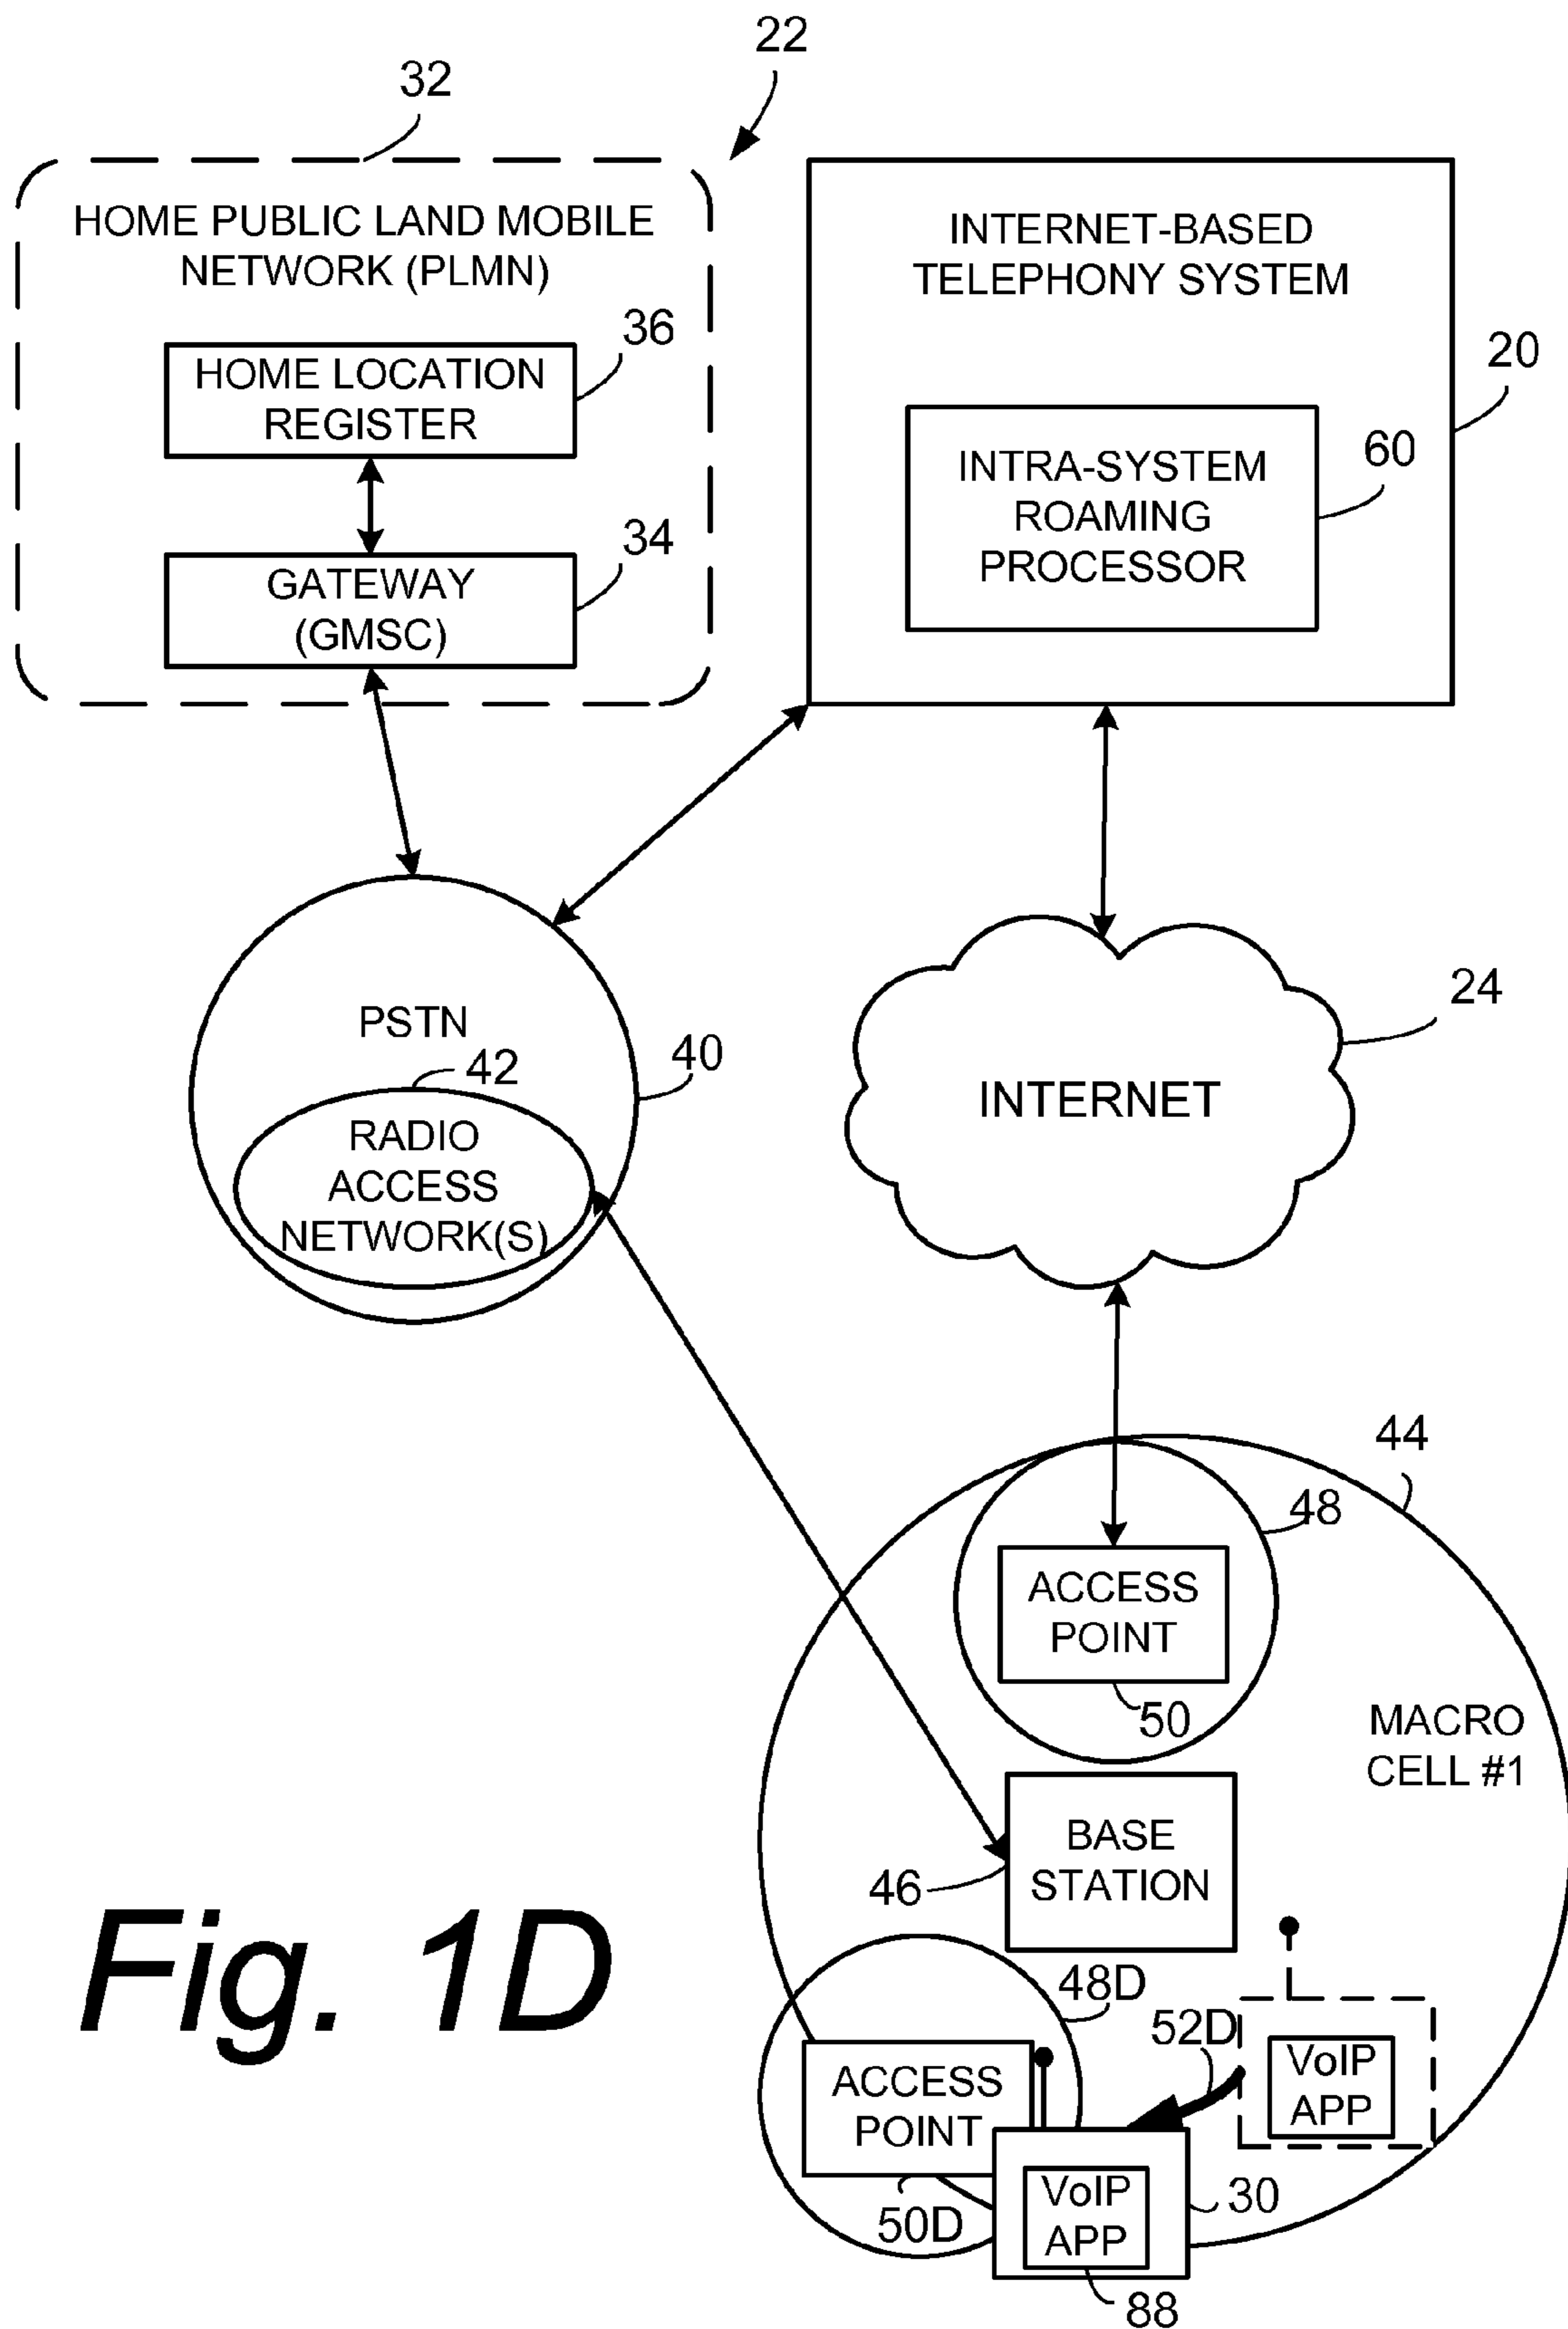 22
32
HOME PUBLIC LAND MOBILE
NETWORK (PLMN)
36
HOME LOCATION
REGISTER
34
GATEWAY
(GMSC)
INTERNET-BASED
TELEPHONY SYSTEM
20
60
INTRA-SYSTEM
ROAMING
PROCESSOR
PSTN
42
40
RADIO
ACCESS
NETWORK(S)
24
INTERNET
44
48
ACCESS
POINT
50
MACRO
CELL #1
BASE
STATION
46
48D
52D
VoIP
APP
ACCESS
POINT
50D
VoIP
APP
30
88
Fig. 1D